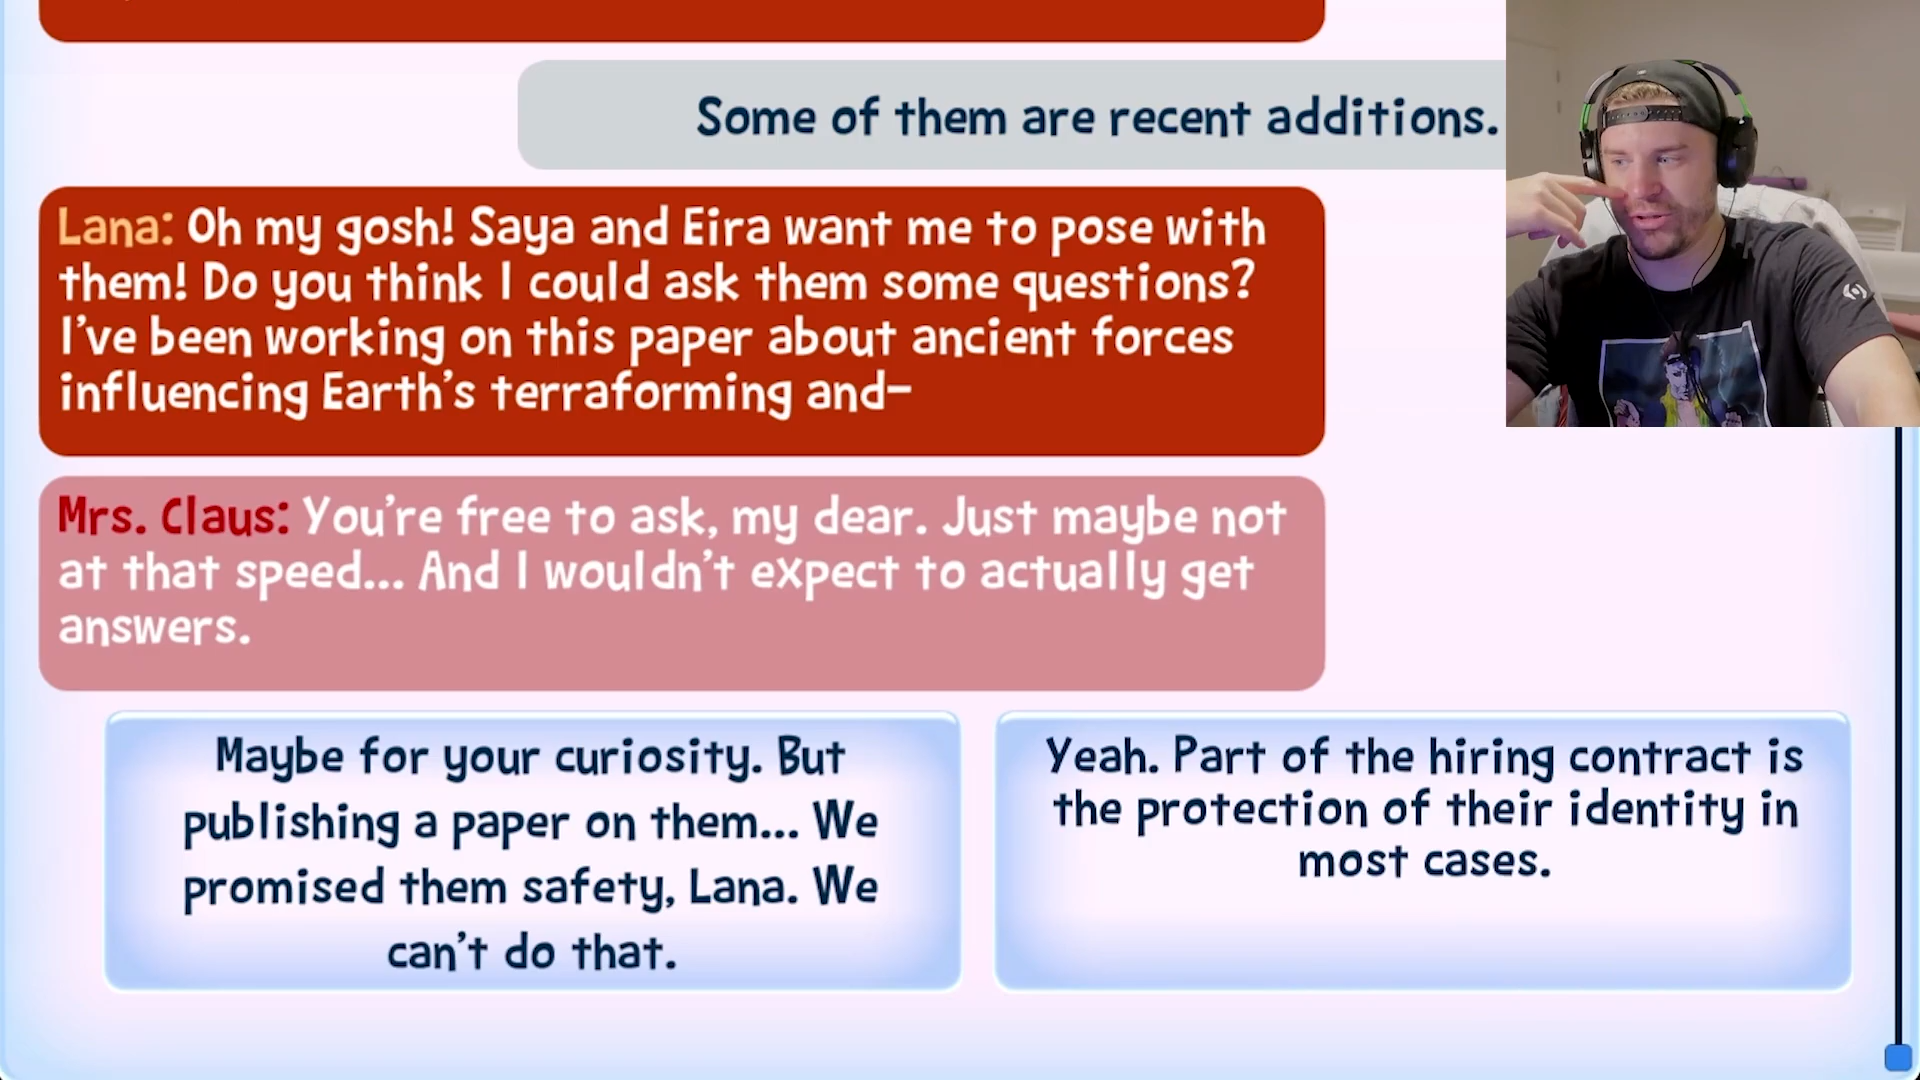 Some of them are recent additions.
Lana: Oh my gosh! Saya and Eira want me to pose with
them! Do you think I could ask them some questions?
I've been working on this paper about ancient forces
influencing Earth's terraforming and–
Mrs. Claus: You're free to ask, my dear. Just maybe not
at that speed... And I wouldn't expect to actually get
answers.
Maybe for your curiosity. But
publishing a paper on them... We
promised them safety, Lana. We
can't do that.
Yeah. Part of the hiring contract is
the protection of their identity in
most cases.